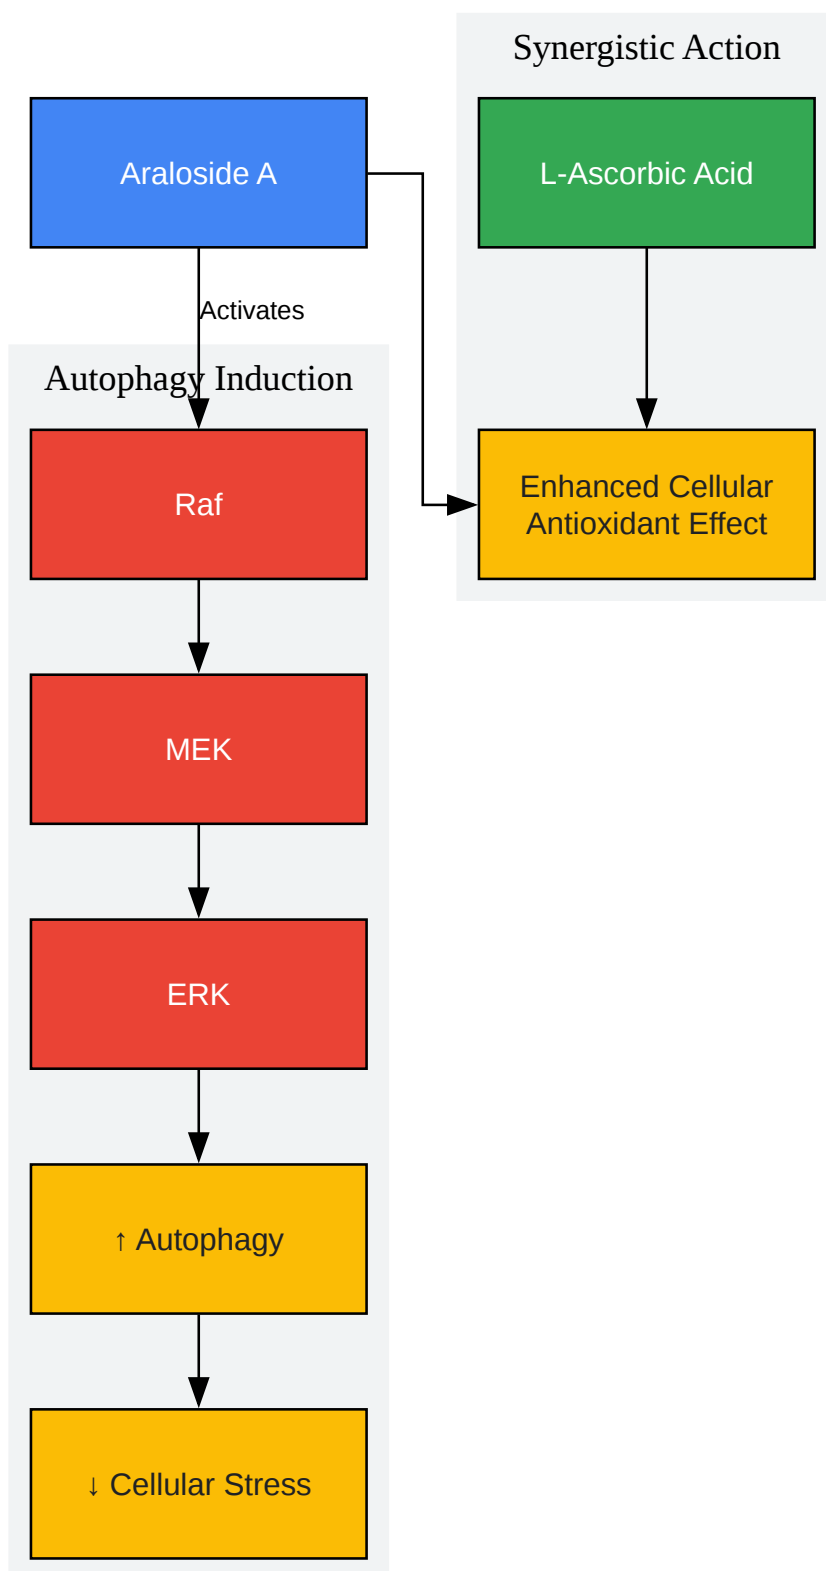 Synergistic Action
Araloside A
L-Ascorbic Acid
Activates
Autophagy Induction
Raf
Enhanced Cellular
Antioxidant Effect
MEK
ERK
↑ Autophagy
↓ Cellular Stress